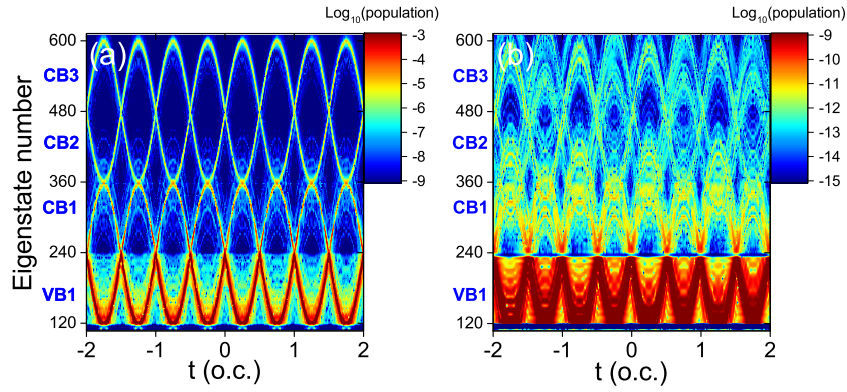 Log10(population)
Log10(population)
(a)
(b)
Eigenstate number
600
480
360
240
120
CB3
CB2
CB1
VB1
-3
-4
-5
-6
-7
-8
-9
-2
-1
0
1
2
t (o.c.)
600
480
360
240
120
CB3
CB2
CB1
VB1
-9
-10
-11
-12
-13
-14
-15
-2
-1
0
1
2
t (o.c.)